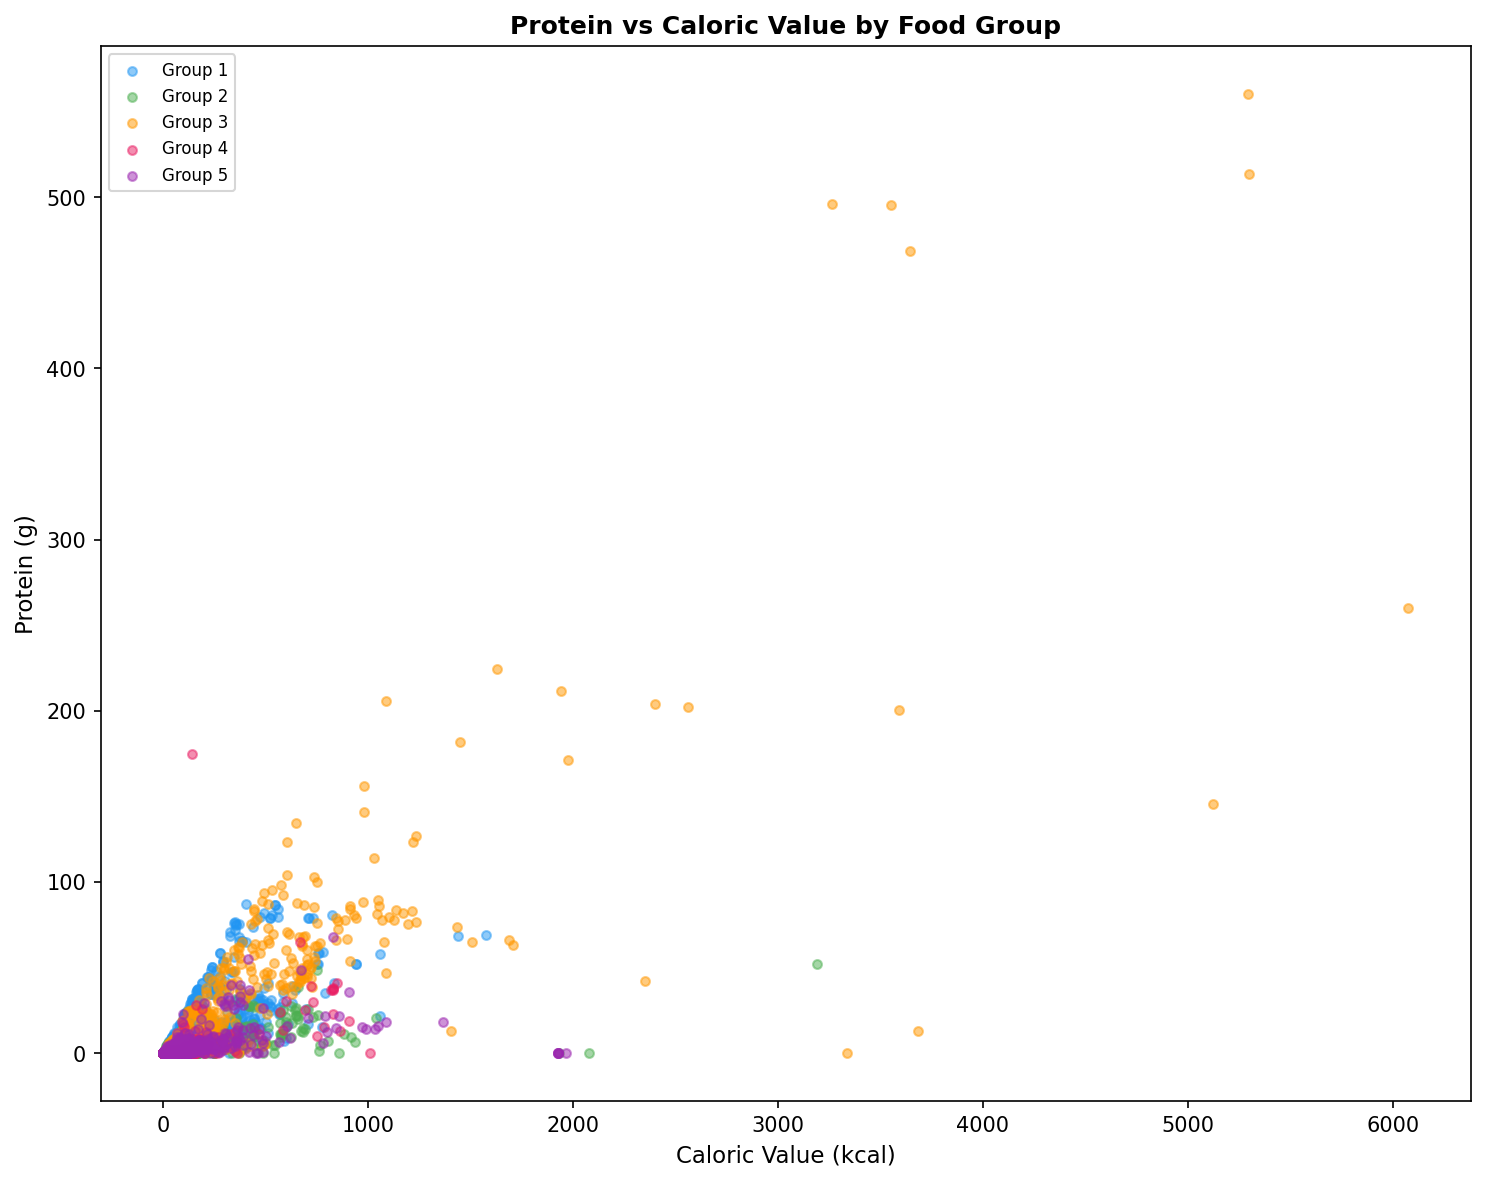 Protein vs Caloric Value by Food Group
Group 1
Group 2
Group 3
Group 4
Group 5
Protein (g)
500
400
300
200
100
0
0 1000 2000 3000 4000 5000 6000
Caloric Value (kcal)